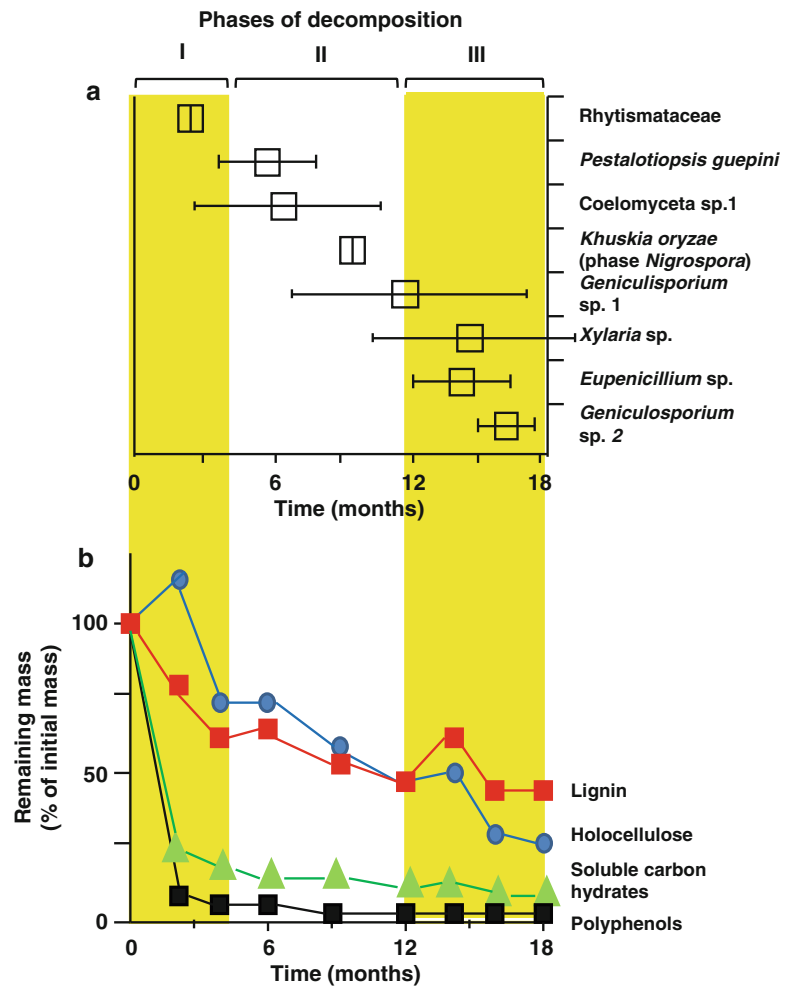 Phases of decomposition
I II III
a
Rhytismataceae
Pestalotiopsis guepini
Coelomyceta sp.1
Khuskia oryzae
(phase Nigrospora)
Geniculisporium
sp. 1
Xylaria sp.
Eupenicillium sp.
Geniculosporium
sp. 2
0 6 12 18
Time (months)
b
Remaining mass
(% of initial mass)
100
50
0
Lignin
Holocellulose
Soluble carbon
hydrates
Polyphenols
0 6 12 18
Time (months)